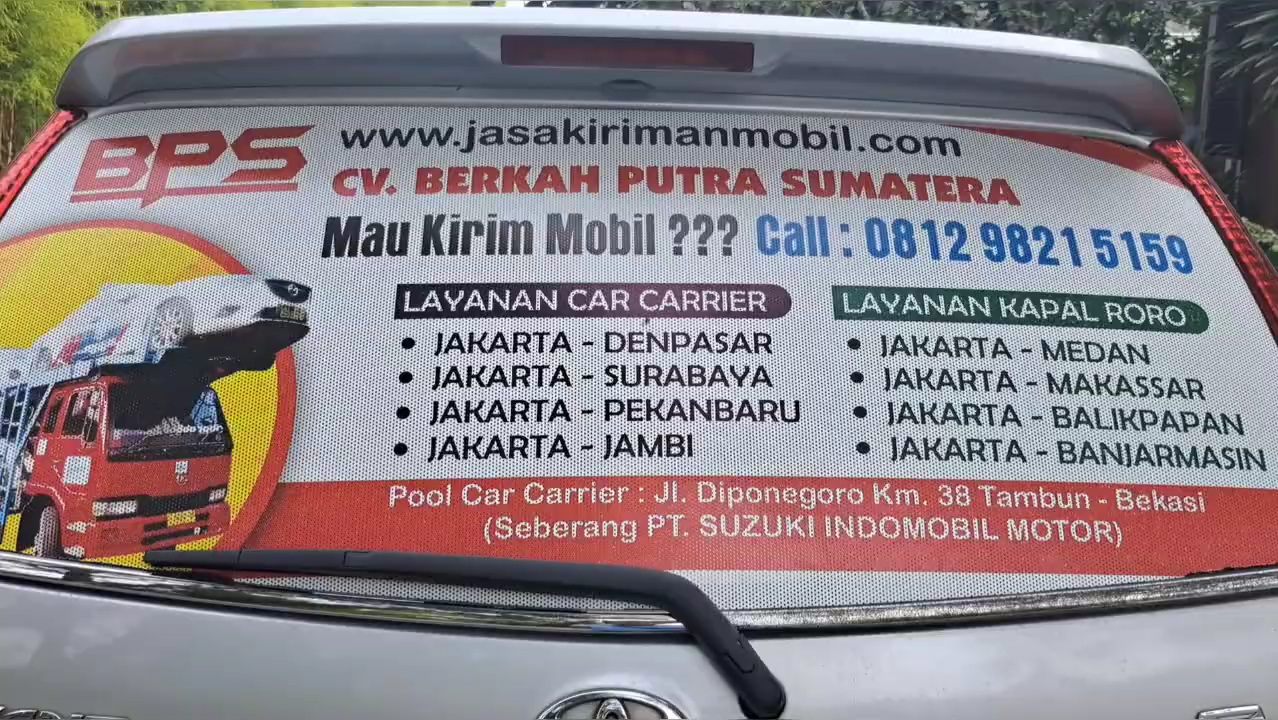 BPS
www.jasakirimanmobil.com
CV. BERKAH PUTRA SUMATERA
Mau Kirim Mobil ??? Call : 0812 9821 5159
LAYANAN CAR CARRIER
• JAKARTA - DENPASAR
• JAKARTA - SURABAYA
• JAKARTA - PEKANBARU
• JAKARTA - JAMBI
LAYANAN KAPAL RORO
• JAKARTA - MEDAN
• JAKARTA - MAKASSAR
• JAKARTA - BALIKPAPAN
• JAKARTA - BANJARMASIN
Pool Car Carrier : Jl. Diponegoro Km. 38 Tambun - Bekasi
(Seberang PT. SUZUKI INDOMOBIL MOTOR)